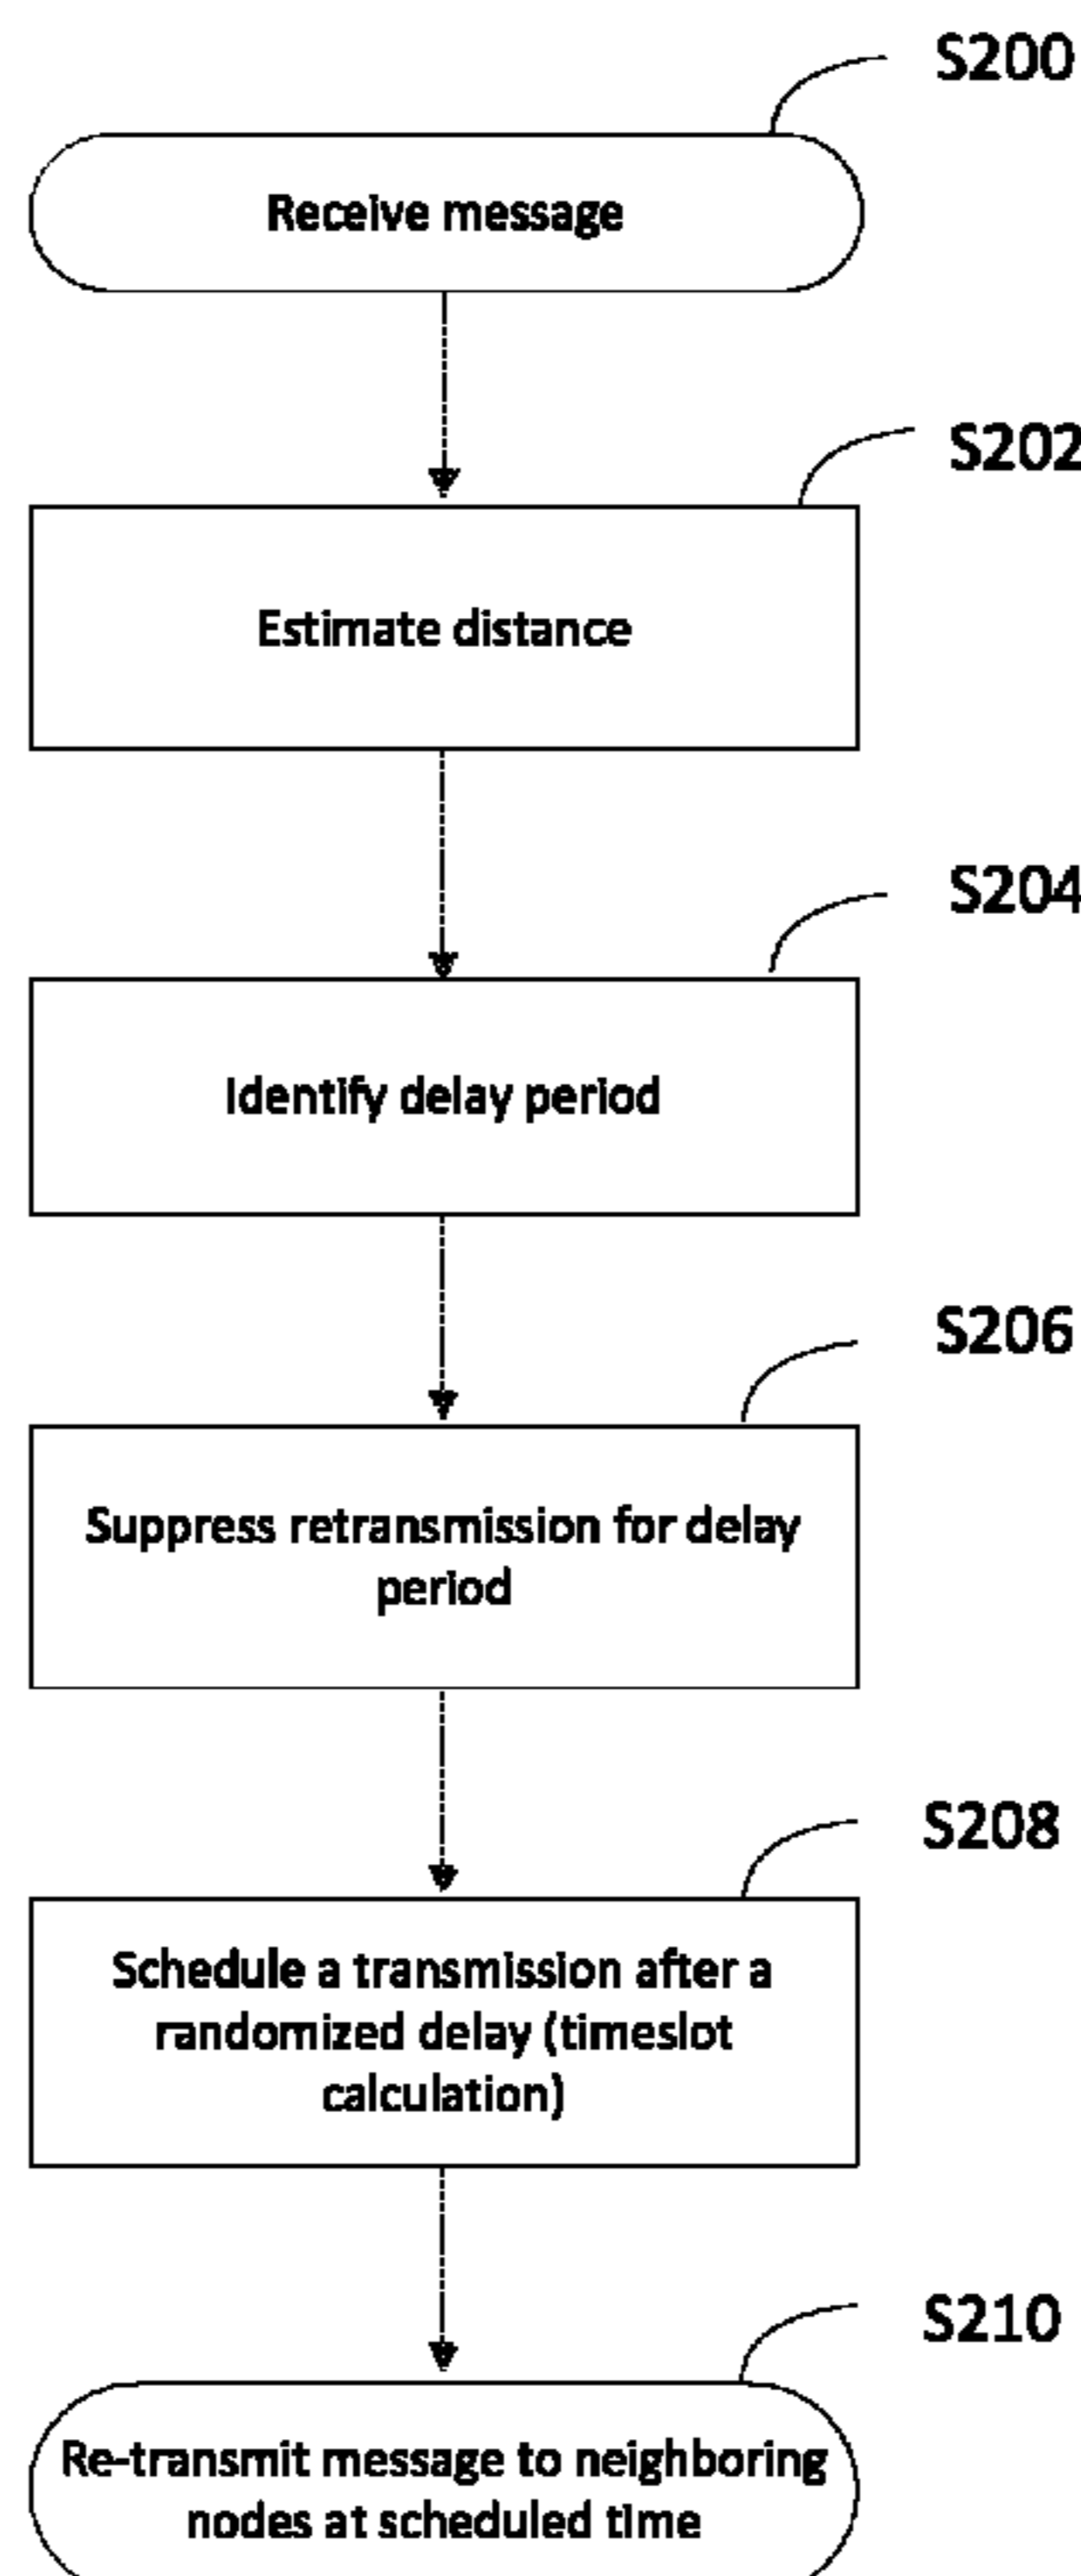 S200
Receive message
S202
Estimate distance
S204
Identify delay period
S206
Suppress retransmission for delay
period
S208
Schedule a transmission after a
randomized delay (timeslot
calculation)
S210
Re-transmit message to neighboring
nodes at scheduled time